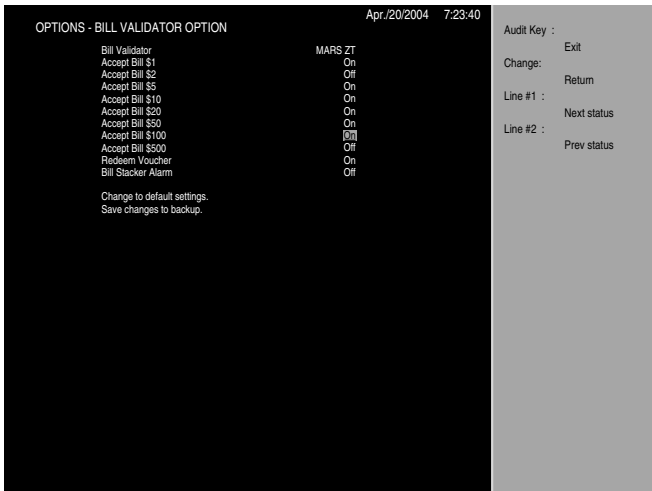 Apr./20/2004 7:23:40
OPTIONS - BILL VALIDATOR OPTION
Bill Validator MARS ZT
Accept Bill $1 On
Accept Bill $2 Off
Accept Bill $5 On
Accept Bill $10 On
Accept Bill $20 On
Accept Bill $50 On
Accept Bill $100 On
Accept Bill $500 Off
Redeem Voucher On
Bill Stacker Alarm Off
Change to default settings.
Save changes to backup.
Audit Key :
Exit
Change:
Return
Line #1 :
Next status
Line #2 :
Prev status